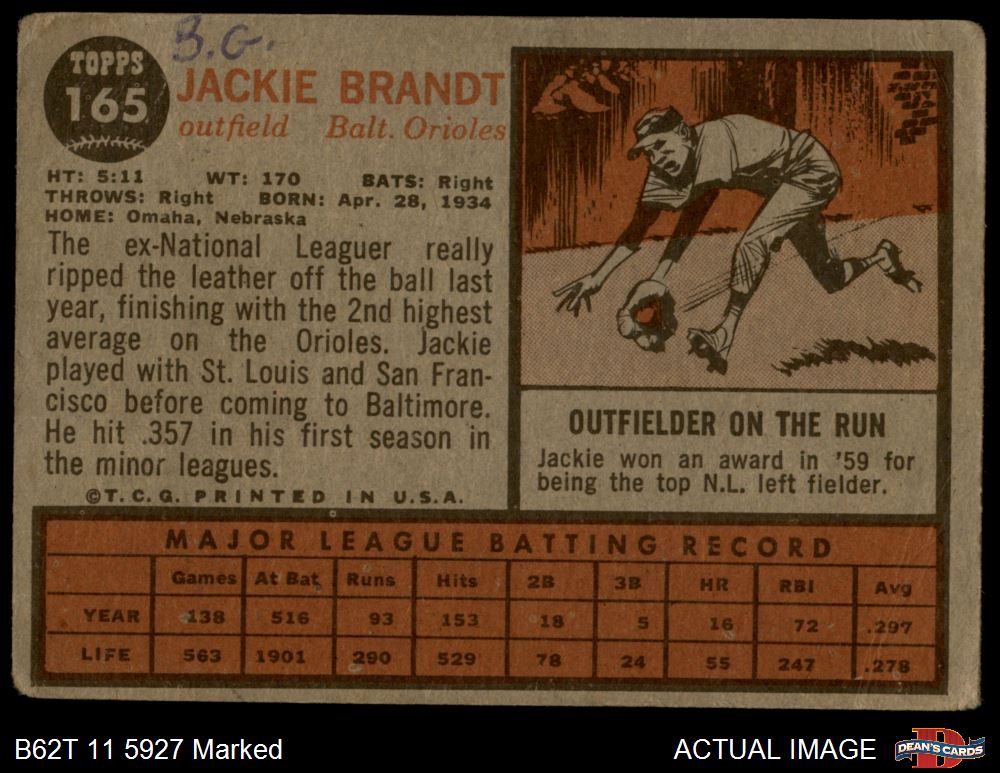 B.G.
TOPPS
165
JACKIE BRANDT
outfield Balt. Orioles
HT: 5:11 WT: 170 BATS: Right
THROWS: Right BORN: Apr. 28, 1934
HOME: Omaha, Nebraska
The ex-National Leaguer really
ripped the leather off the ball last
year, finishing with the 2nd highest
average on the Orioles. Jackie
played with St. Louis and San Fran-
cisco before coming to Baltimore.
He hit .357 in his first season in
the minor leagues.
©T.C.G. PRINTED IN U.S.A.
OUTFIELDER ON THE RUN
Jackie won an award in '59 for
being the top N.L. left fielder.
MAJOR LEAGUE BATTING RECORD
Games At Bat Runs Hits 2B 3B HR RBI Avg
YEAR 138 516 93 153 18 5 16 72 .297
LIFE 563 1901 290 529 78 24 55 247 .278
B62T 11 5927 Marked
ACTUAL IMAGE
DEAN'S CARDS